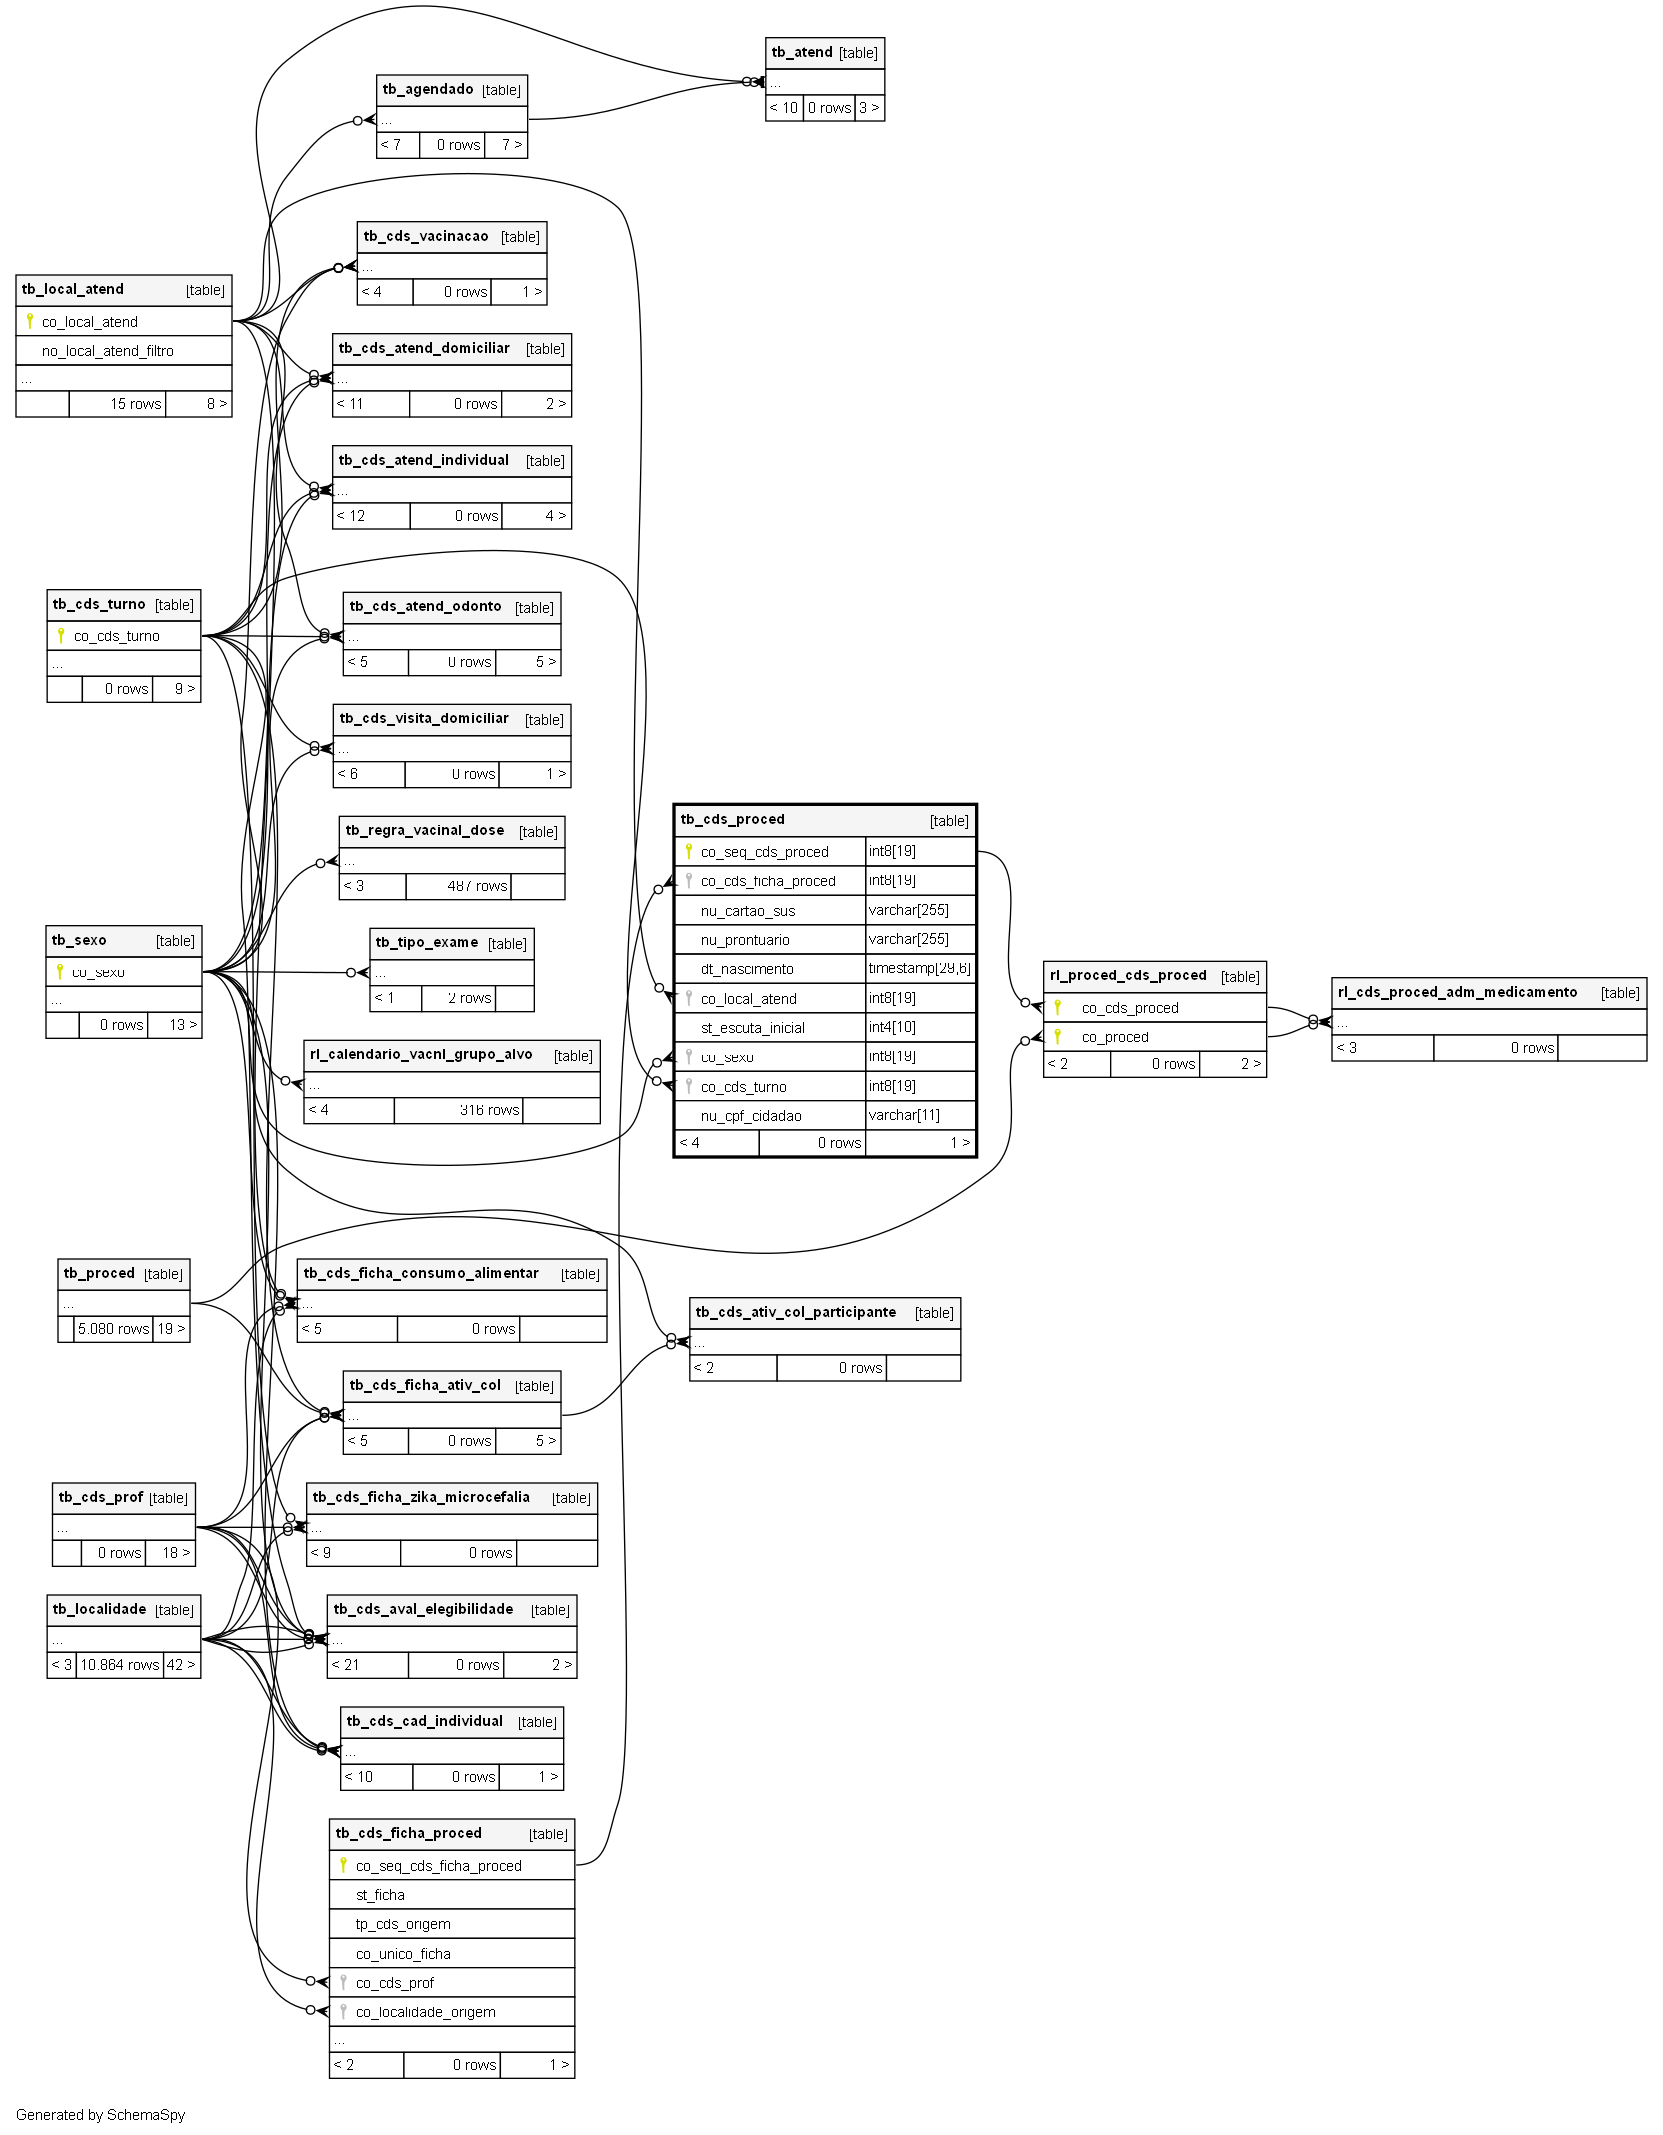 tb_atend [table]
...
< 10 0 rows 3 >
tb_agendado [table]
...
< 7 0 rows 7 >
tb_cds_vacinacao [table]
...
< 4 0 rows 1 >
tb_local_atend [table]
co_local_atend
no_local_atend_filtro
...
15 rows 8 >
tb_cds_atend_domiciliar [table]
...
< 11 0 rows 2 >
tb_cds_atend_individual [table]
...
< 12 0 rows 4 >
tb_cds_turno [table]
co_cds_turno
...
0 rows 9 >
tb_cds_atend_odonto [table]
...
< 5 0 rows 5 >
tb_cds_visita_domiciliar [table]
...
< 6 0 rows 1 >
tb_regra_vacinal_dose [table]
...
< 3 487 rows
tb_sexo [table]
co_sexo
...
0 rows 13 >
tb_tipo_exame [table]
...
< 1 2 rows
rl_calendario_vacnl_grupo_alvo [table]
...
< 4 316 rows
tb_cds_proced [table]
co_seq_cds_proced int8[19]
co_cds_ficha_proced int8[19]
nu_cartao_sus varchar[255]
nu_prontuario varchar[255]
dt_nascimento timestamp[29,6]
co_local_atend int8[19]
st_escuta_inicial int4[10]
co_sexo int8[19]
co_cds_turno int8[19]
nu_cpf_cidadao varchar[11]
< 4 0 rows 1 >
rl_proced_cds_proced [table]
co_cds_proced
co_proced
< 2 0 rows 2 >
rl_cds_proced_adm_medicamento [table]
...
< 3 0 rows
tb_proced [table]
...
5.080 rows 19 >
tb_cds_ficha_consumo_alimentar [table]
...
< 5 0 rows
tb_cds_ativ_col_participante [table]
...
< 2 0 rows
tb_cds_ficha_ativ_col [table]
...
< 5 0 rows 5 >
tb_cds_prof [table]
...
0 rows 18 >
tb_cds_ficha_zika_microcefalia [table]
...
< 9 0 rows
tb_localidade [table]
...
< 3 10.864 rows 42 >
tb_cds_aval_elegibilidade [table]
...
< 21 0 rows 2 >
tb_cds_cad_individual [table]
...
< 10 0 rows 1 >
tb_cds_ficha_proced [table]
co_seq_cds_ficha_proced
st_ficha
tp_cds_origem
co_unico_ficha
co_cds_prof
co_localidade_origem
...
< 2 0 rows 1 >
Generated by SchemaSpy